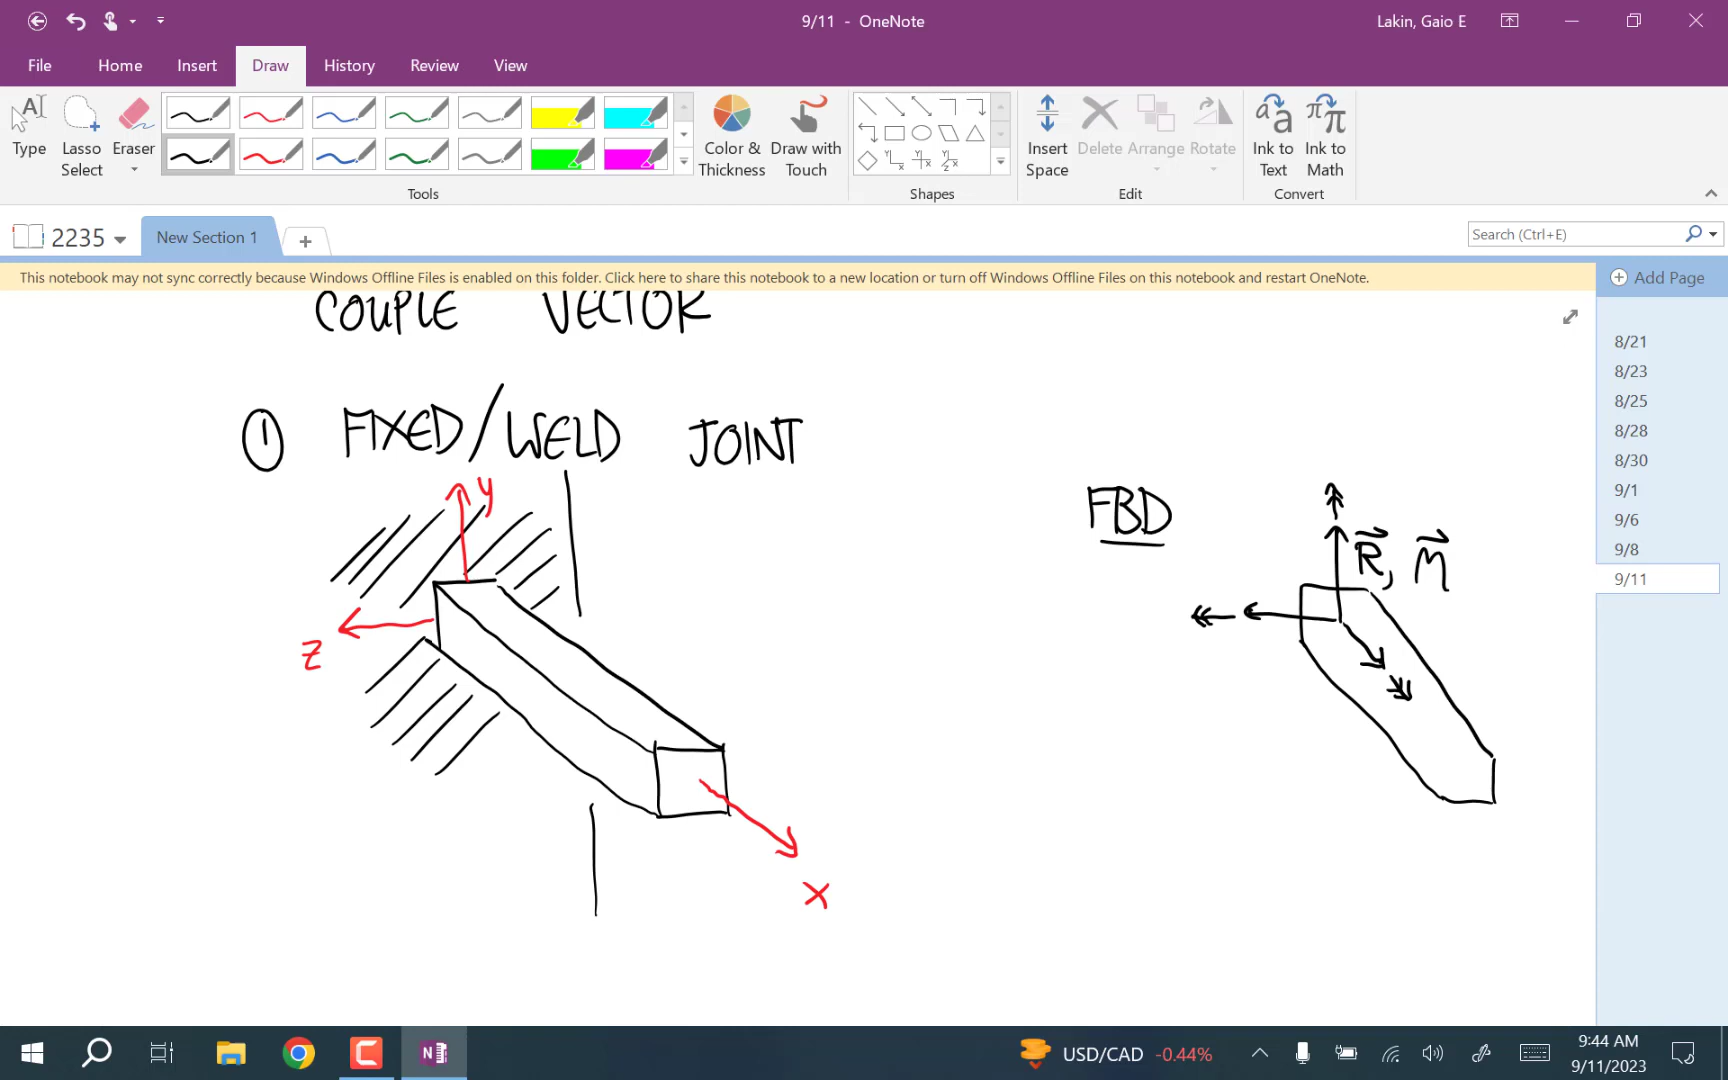 9/11 - OneNote
Lakin, Gaio E
File Home Insert Draw History Review View
Type
Lasso Select
Eraser
Color & Thickness
Draw with Touch
Insert Space
Delete
Arrange
Rotate
Ink to Text
Ink to Math
Tools
Shapes
Edit
Convert
2235
New Section 1
Search (Ctrl+E)
This notebook may not sync correctly because Windows Offline Files is enabled on this folder. Click here to share this notebook to a new location or turn off Windows Offline Files on this notebook and restart OneNote.
Add Page
8/21
8/23
8/25
8/28
8/30
9/1
9/6
9/8
9/11
COUPLE VECTOR
① FIXED/WELD JOINT
y
z
x
FBD
R, M
USD/CAD -0.44%
9:44 AM
9/11/2023